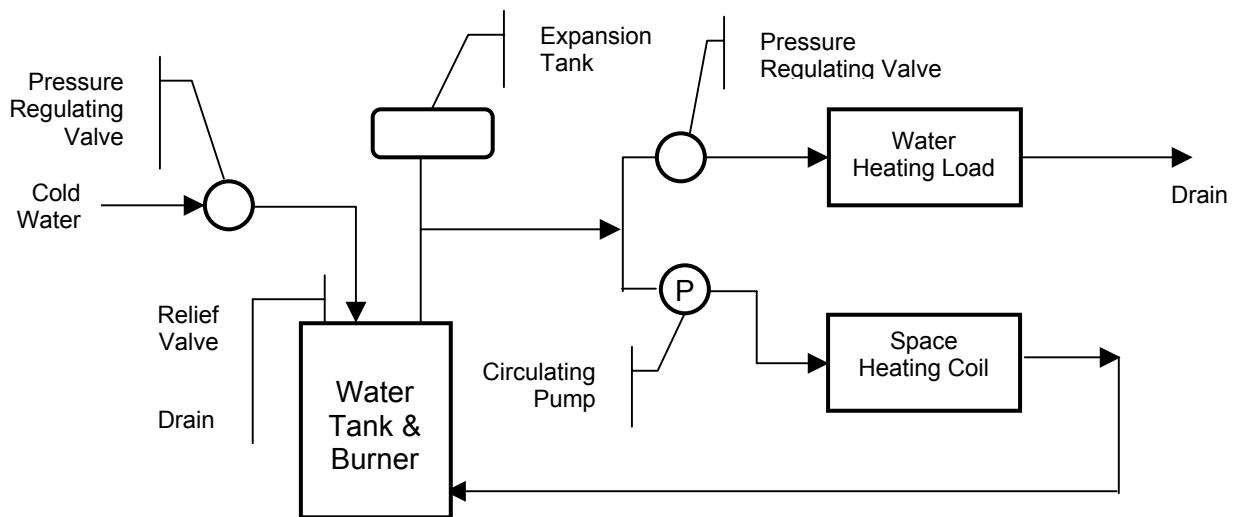 Pressure
Regulating
Valve
Expansion
Tank
Pressure
Regulating Valve
Cold
Water
Water
Heating Load
Drain
Relief
Valve
Drain
Water
Tank &
Burner
P
Circulating
Pump
Space
Heating Coil